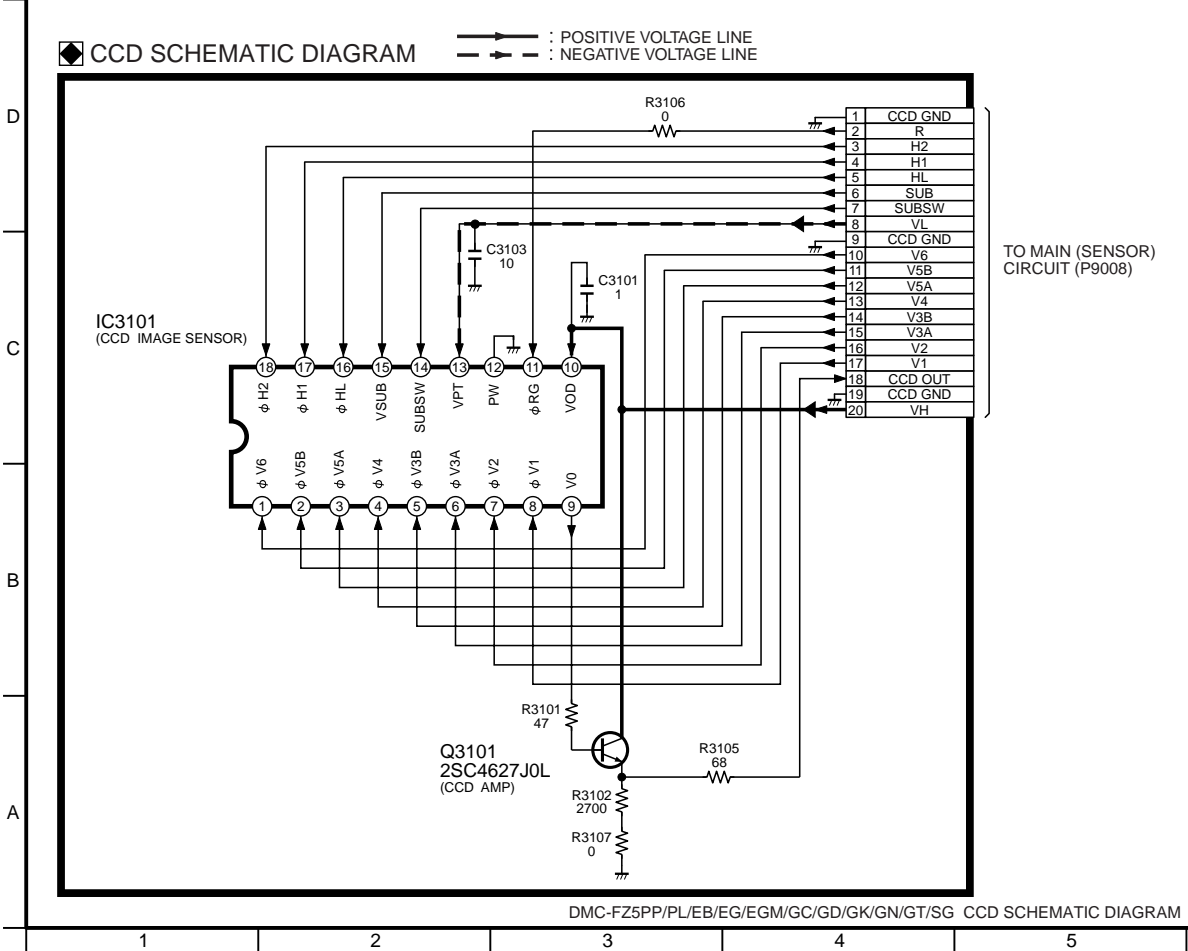 CCD SCHEMATIC DIAGRAM
: POSITIVE VOLTAGE LINE
: NEGATIVE VOLTAGE LINE
D
C
B
A
R3106
0
1 CCD GND
2 R
3 H2
4 H1
5 HL
6 SUB
7 SUBSW
8 VL
9 CCD GND
10 V6
11 V5B
12 V5A
13 V4
14 V3B
15 V3A
16 V2
17 V1
18 CCD OUT
19 CCD GND
20 VH
TO MAIN (SENSOR)
CIRCUIT (P9008)
C3103
10
C3101
1
IC3101
(CCD IMAGE SENSOR)
18 17 16 15 14 13 12 11 10
φ H2
φ H1
φ HL
VSUB
SUBSW
VPT
PW
φ RG
VOD
φ V6
φ V5B
φ V5A
φ V4
φ V3B
φ V3A
φ V2
φ V1
V0
1 2 3 4 5 6 7 8 9
R3101
47
Q3101
2SC4627J0L
(CCD AMP)
R3105
68
R3102
2700
R3107
0
DMC-FZ5PP/PL/EB/EG/EGM/GC/GD/GK/GN/GT/SG CCD SCHEMATIC DIAGRAM
1 2 3 4 5